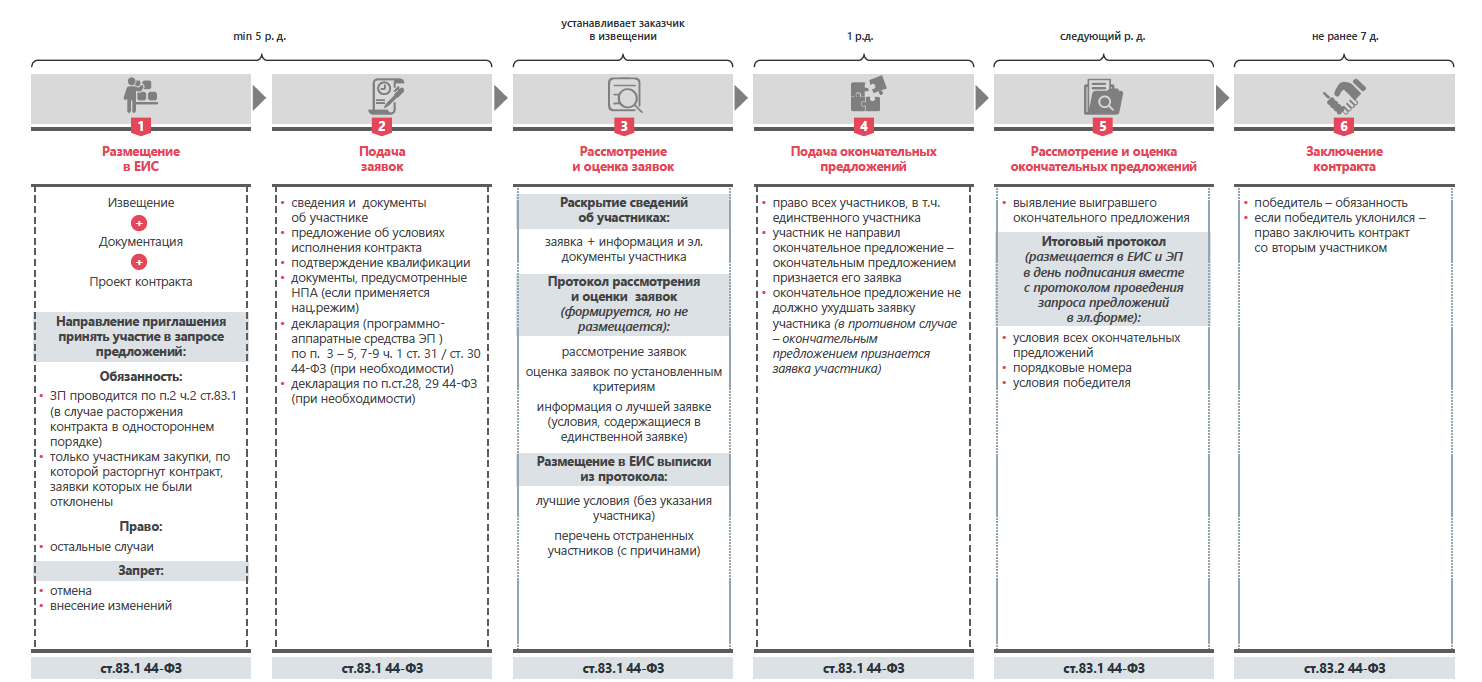 min 5 р. д.
устанавливает заказчик
в извещении
1 р.д.
следующий р. д.
не ранее 7 д.
1
Размещение
в ЕИС
Извещение
+
Документация
+
Проект контракта
Направление приглашения
принять участие в запросе
предложений:
Обязанность:
• ЗП проводится по п.2 ч.2 ст.83.1
(в случае расторжения
контракта в одностороннем
порядке)
• только участникам закупки, по
которой расторгнут контракт,
заявки которых не были
отклонены
Право:
• остальные случаи
Запрет:
• отмена
• внесение изменений
ст.83.1 44-ФЗ
2
Подача
заявок
• сведения и документы
об участнике
• предложение об условиях
исполнения контракта
• подтверждение квалификации
• документы, предусмотренные
НПА (если применяется
нац.режим)
• декларация (программно-
аппаратные средства ЭП )
по п. 3 – 5, 7-9 ч. 1 ст. 31 / ст. 30
44-ФЗ (при необходимости)
• декларация по п.ст.28, 29 44-ФЗ
(при необходимости)
ст.83.1 44-ФЗ
3
Рассмотрение
и оценка заявок
Раскрытие сведений
об участниках:
заявка + информация и эл.
документы участника
Протокол рассмотрения
и оценки заявок
(формируется, но не
размещается):
рассмотрение заявок
оценка заявок по установленным
критериям
информация о лучшей заявке
(условия, содержащиеся в
единственной заявке)
Размещение в ЕИС выписки
из протокола:
лучшие условия (без указания
участника)
перечень отстраненных
участников (с причинами)
ст.83.1 44-ФЗ
4
Подача окончательных
предложений
• право всех участников, в т.ч.
единственного участника
• участник не направил
окончательное предложение –
окончательным предложением
признается его заявка
• окончательное предложение не
должно ухудшать заявку
участника (в противном случае
– окончательным
предложением признается
заявка участника)
ст.83.1 44-ФЗ
5
Рассмотрение и оценка
окончательных предложений
• выявление выигравшего
окончательного предложения
Итоговый протокол
(размещается в ЕИС и ЭП
в день подписания вместе
с протоколом проведения
запроса предложений
в эл.форме):
• условия всех окончательных
предложений
• порядковые номера
• условия победителя
ст.83.1 44-ФЗ
6
Заключение
контракта
• победитель – обязанность
• если победитель уклонился –
право заключить контракт
со вторым участником
ст.83.2 44-ФЗ